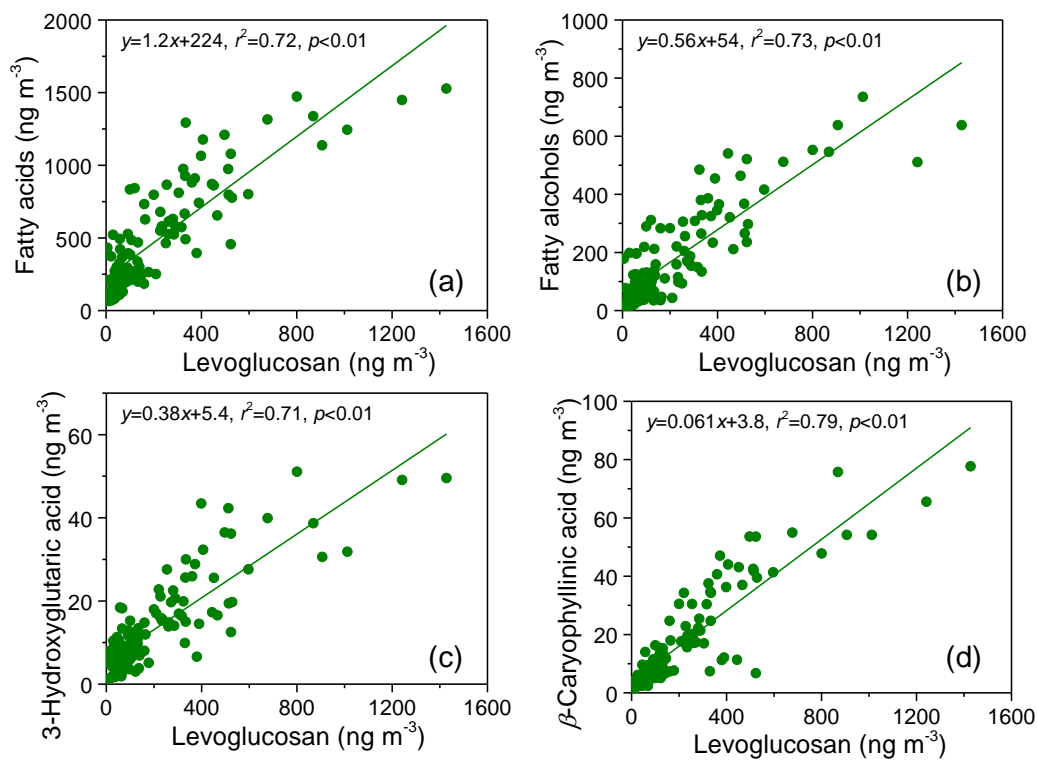 y=1.2x+224, r²=0.72, p<0.01
2000
1500
1000
500
0
Fatty acids (ng m⁻³)
(a)
0 400 800 1200 1600
Levoglucosan (ng m⁻³)
y=0.56x+54, r²=0.73, p<0.01
1000
800
600
400
200
0
Fatty alcohols (ng m⁻³)
(b)
0 400 800 1200 1600
Levoglucosan (ng m⁻³)
y=0.38x+5.4, r²=0.71, p<0.01
60
40
20
0
3-Hydroxyglutaric acid (ng m⁻³)
(c)
0 400 800 1200 1600
Levoglucosan (ng m⁻³)
y=0.061x+3.8, r²=0.79, p<0.01
100
80
60
40
20
0
β-Caryophyllinic acid (ng m⁻³)
(d)
0 400 800 1200 1600
Levoglucosan (ng m⁻³)